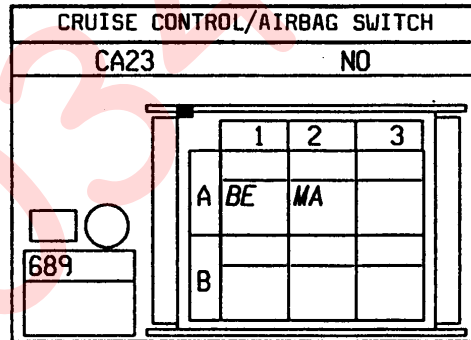 CRUISE CONTROL/AIRBAG SWITCH
CA23 NO
1 2 3
A BE MA
689
B